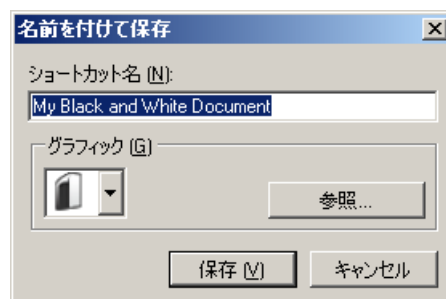 名前を付けて保存
ショートカット名 (N):
My Black and White Document
グラフィック (G)
参照...
保存 (V) キャンセル